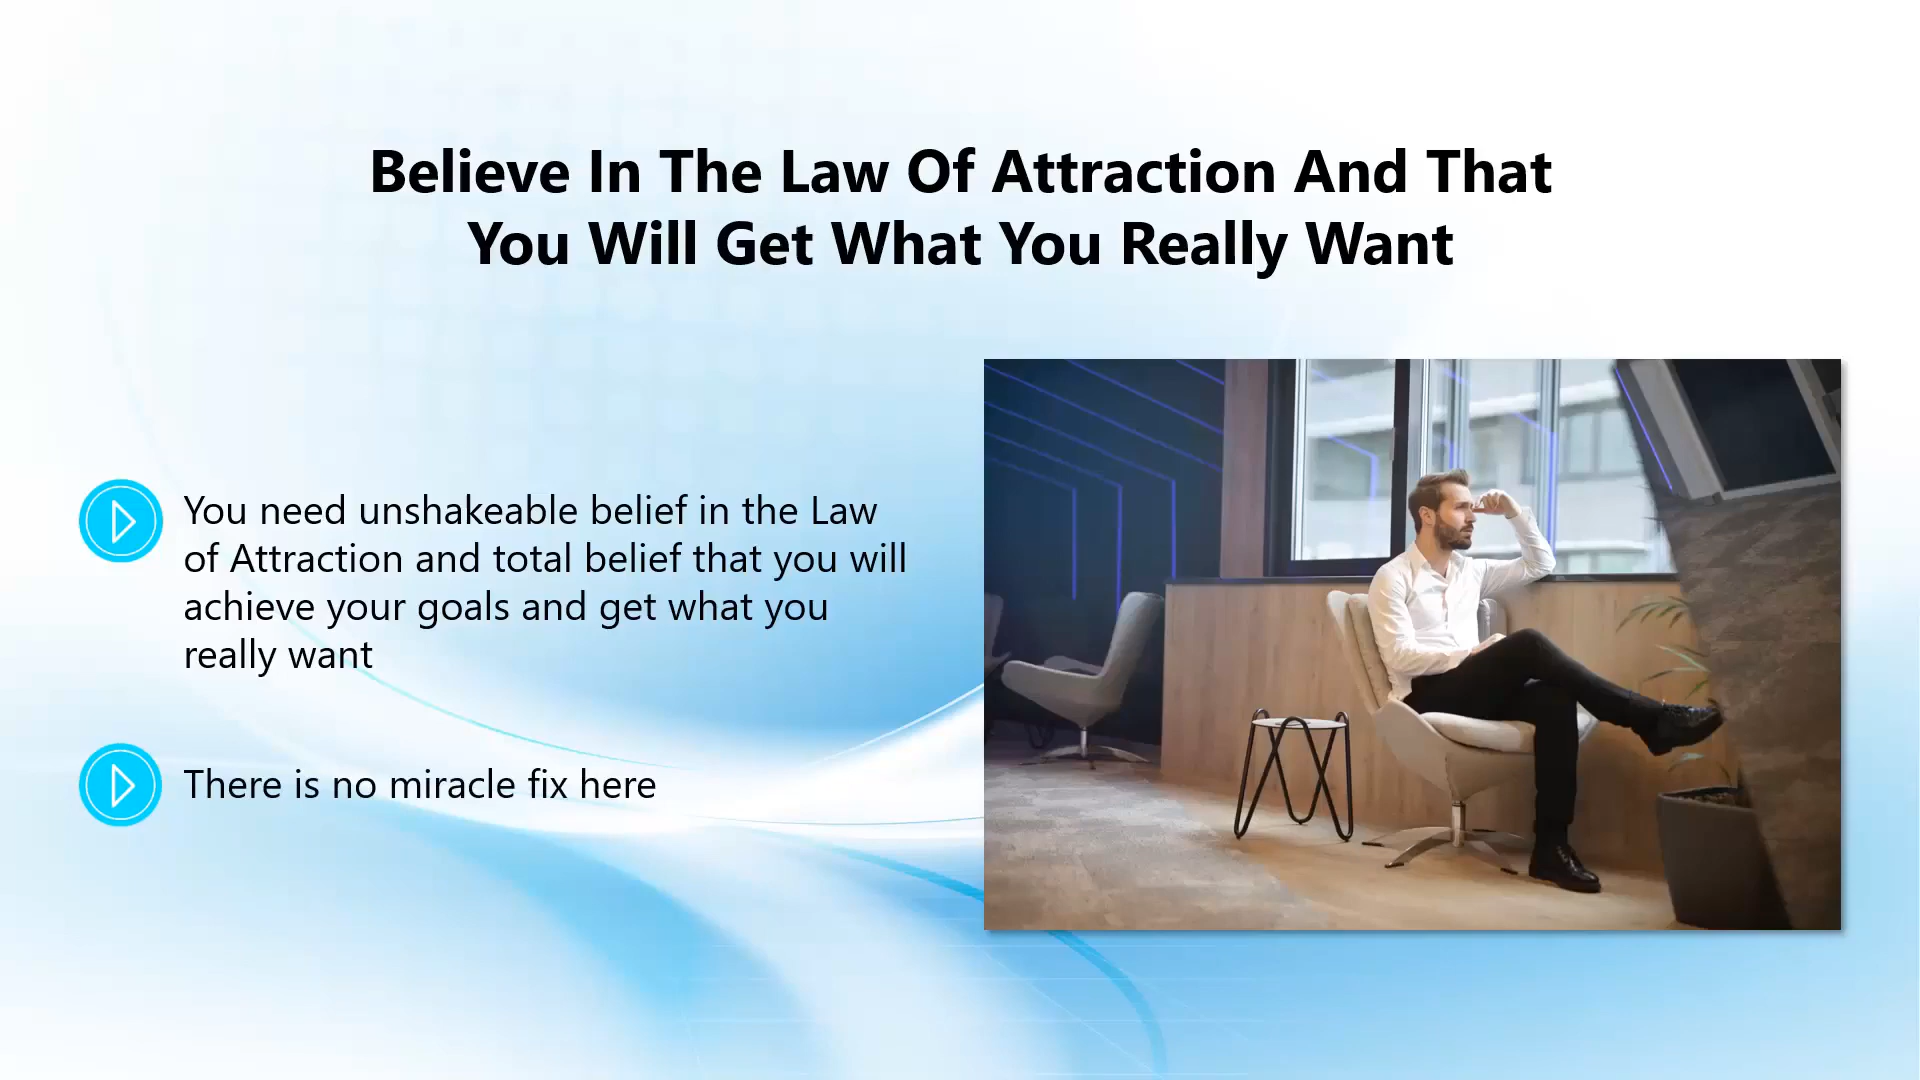 Believe In The Law Of Attraction And That
You Will Get What You Really Want
You need unshakeable belief in the Law
of Attraction and total belief that you will
achieve your goals and get what you
really want
There is no miracle fix here